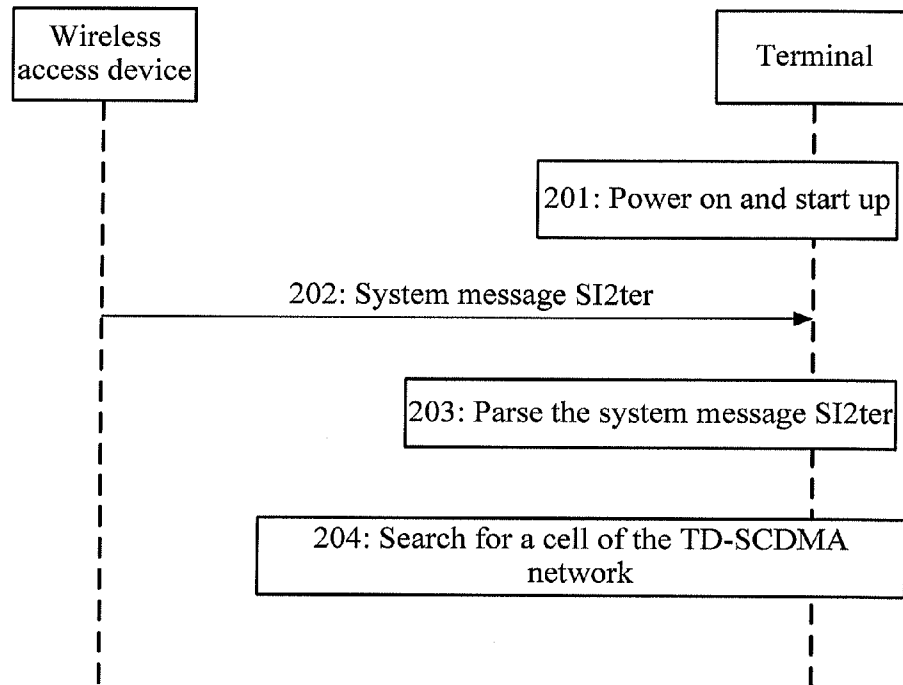 Wireless
access device
Terminal
201: Power on and start up
202: System message SI2ter
203: Parse the system message SI2ter
204: Search for a cell of the TD-SCDMA
network